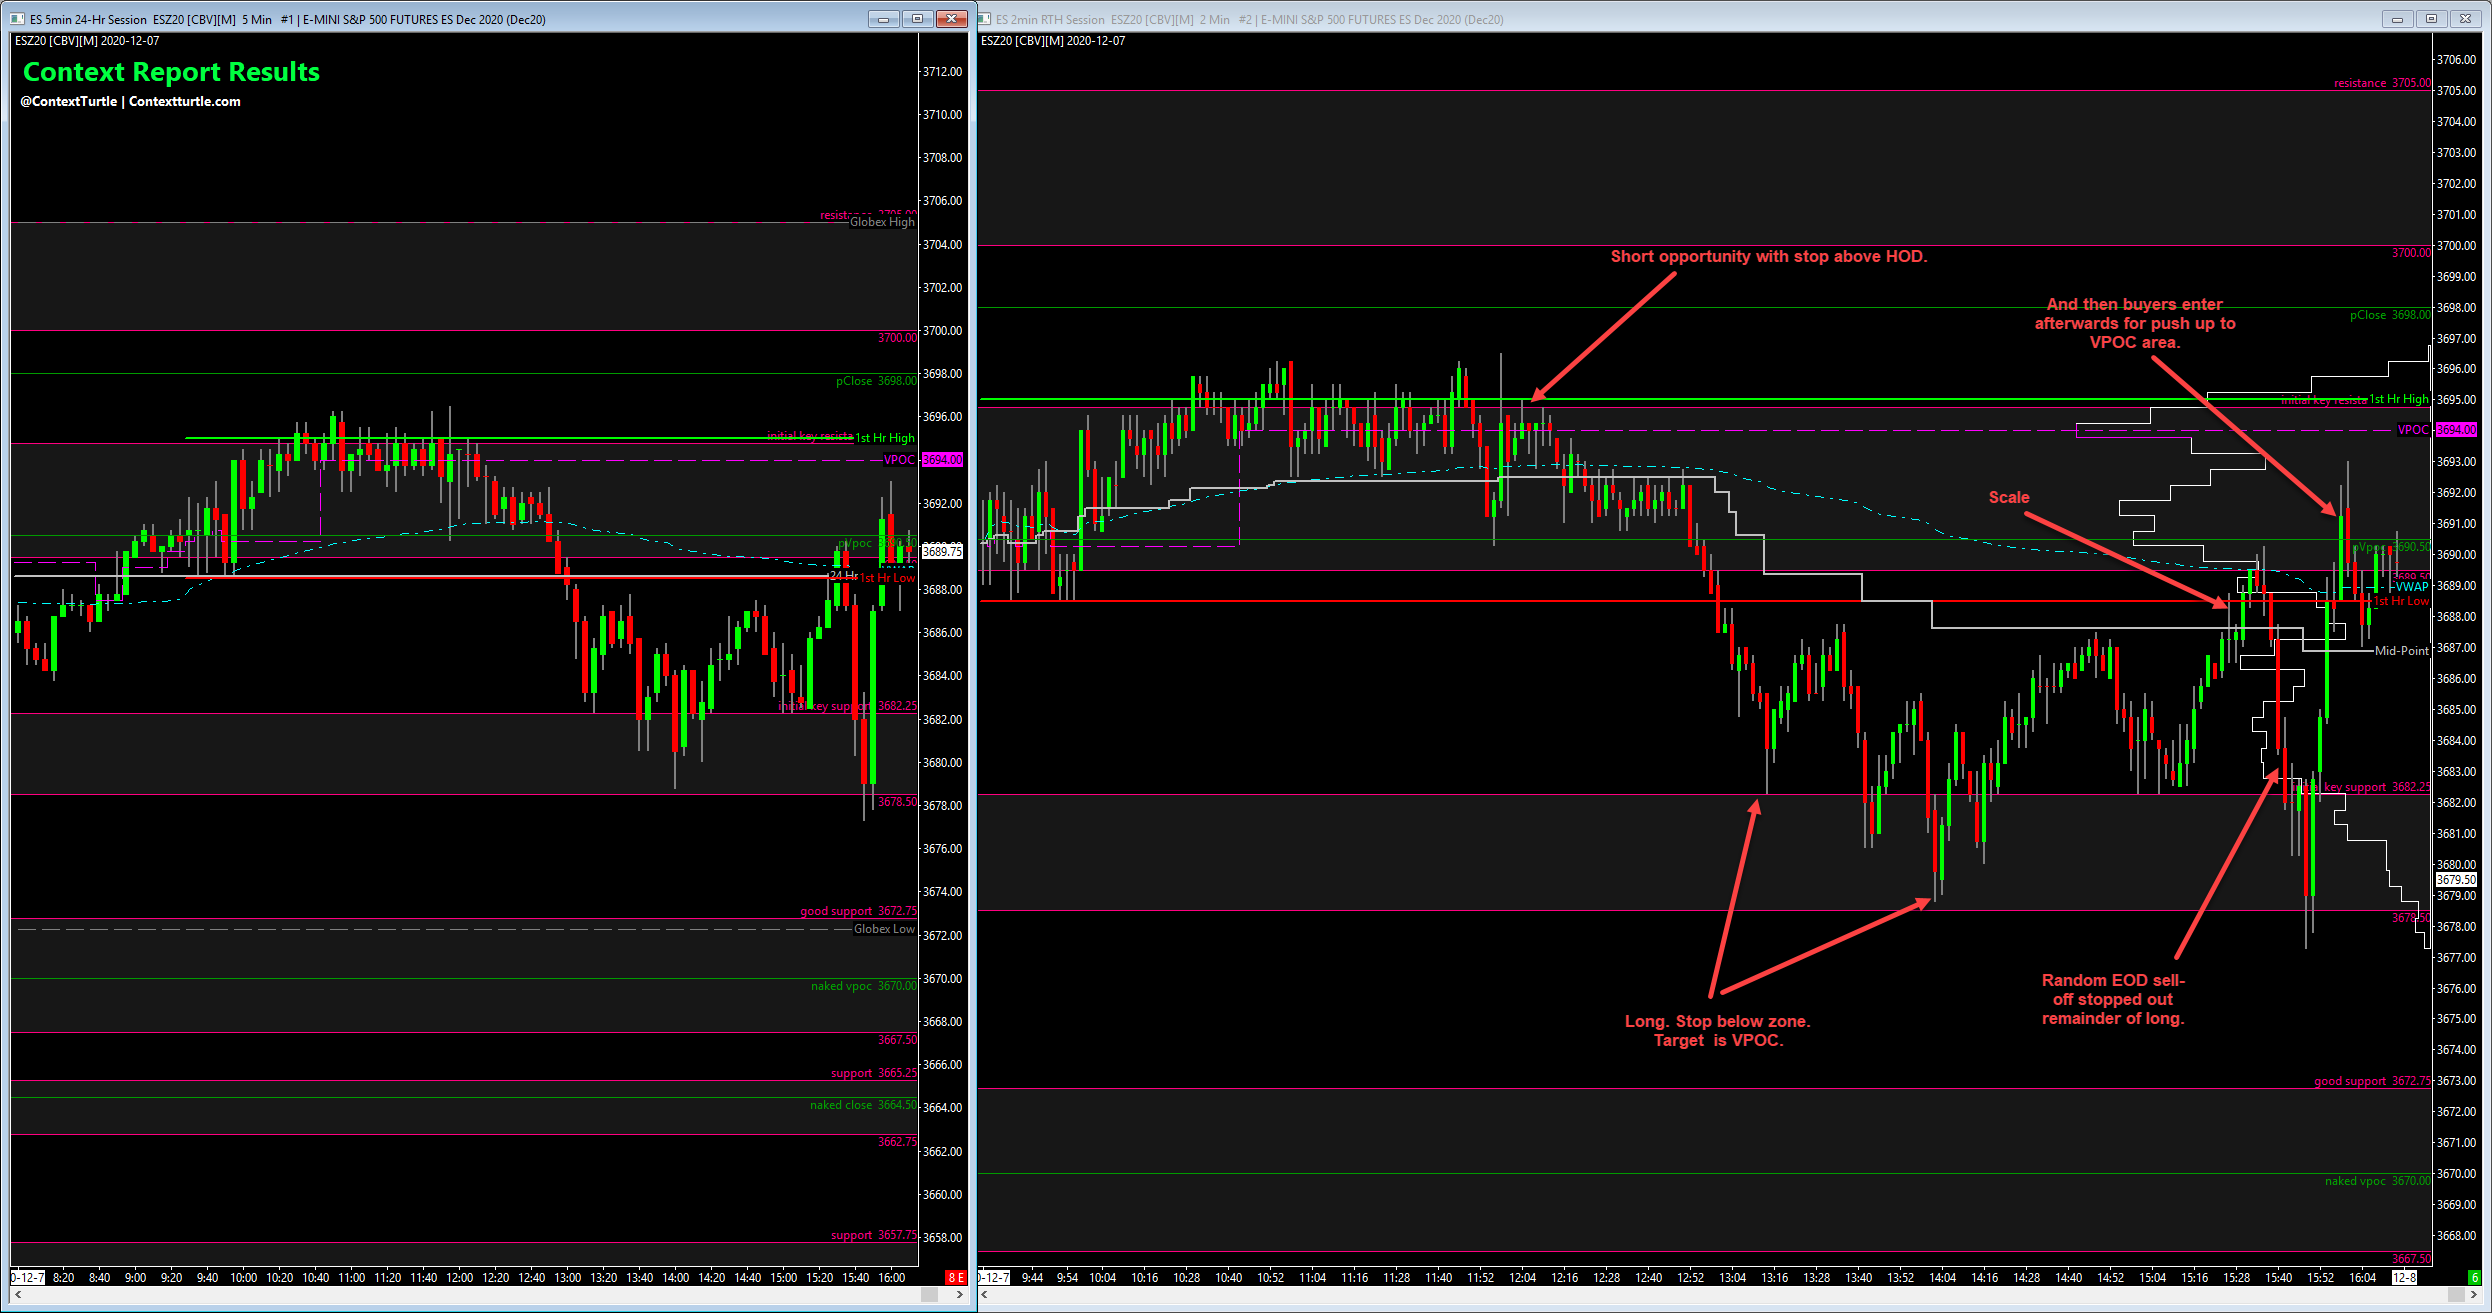 ES 5min 24-Hr Session ESZ20 [CBV][M] 5 Min #1 | E-MINI S&P 500 FUTURES ES Dec 2020 (Dec20)
ESZ20 [CBV][M] 2020-12-07
Context Report Results
@ContextTurtle | Contextturtle.com
Globex High
3700.00
pClose 3698.00
1st Hr High
VPOC
24 Hr
1st Hr Low
3682.25
3678.50
good support 3672.75
Globex Low
naked vpoc 3670.00
3667.50
support 3665.25
naked close 3664.50
3662.75
support 3657.75
3712.00
3710.00
3708.00
3706.00
3704.00
3702.00
3700.00
3698.00
3696.00
3694.00
3692.00
3689.75
3688.00
3686.00
3684.00
3682.00
3680.00
3678.00
3676.00
3674.00
3672.00
3670.00
3668.00
3666.00
3664.00
3662.00
3660.00
3658.00
0-12-7 8:20 8:40 9:00 9:20 9:40 10:00 10:20 10:40 11:00 11:20 11:40 12:00 12:20 12:40 13:00 13:20 13:40 14:00 14:20 14:40 15:00 15:20 15:40 16:00 8 E
ES 2min RTH Session ESZ20 [CBV][M] 2 Min #2 | E-MINI S&P 500 FUTURES ES Dec 2020 (Dec20)
ESZ20 [CBV][M] 2020-12-07
resistance 3705.00
3700.00
Short opportunity with stop above HOD.
And then buyers enter
afterwards for push up to
VPOC area.
pClose 3698.00
1st Hr High
VPOC
Scale
pVpoc 3690.50
VWAP
1st Hr Low
Mid-Point
key support 3682.25
3678.50
Random EOD sell-
off stopped out
remainder of long.
Long. Stop below zone.
Target is VPOC.
good support 3672.75
naked vpoc 3670.00
3667.50
3706.00
3705.00
3704.00
3703.00
3702.00
3701.00
3700.00
3699.00
3698.00
3697.00
3696.00
3695.00
3694.00
3693.00
3692.00
3691.00
3690.00
3689.00
3688.00
3687.00
3686.00
3685.00
3684.00
3683.00
3682.00
3681.00
3680.00
3679.50
3679.00
3678.00
3677.00
3676.00
3675.00
3674.00
3673.00
3672.00
3671.00
3670.00
3669.00
3668.00
0-12-7 9:44 9:54 10:04 10:16 10:28 10:40 10:52 11:04 11:16 11:28 11:40 11:52 12:04 12:16 12:28 12:40 12:52 13:04 13:16 13:28 13:40 13:52 14:04 14:16 14:28 14:40 14:52 15:04 15:16 15:28 15:40 15:52 16:04 12-8 6